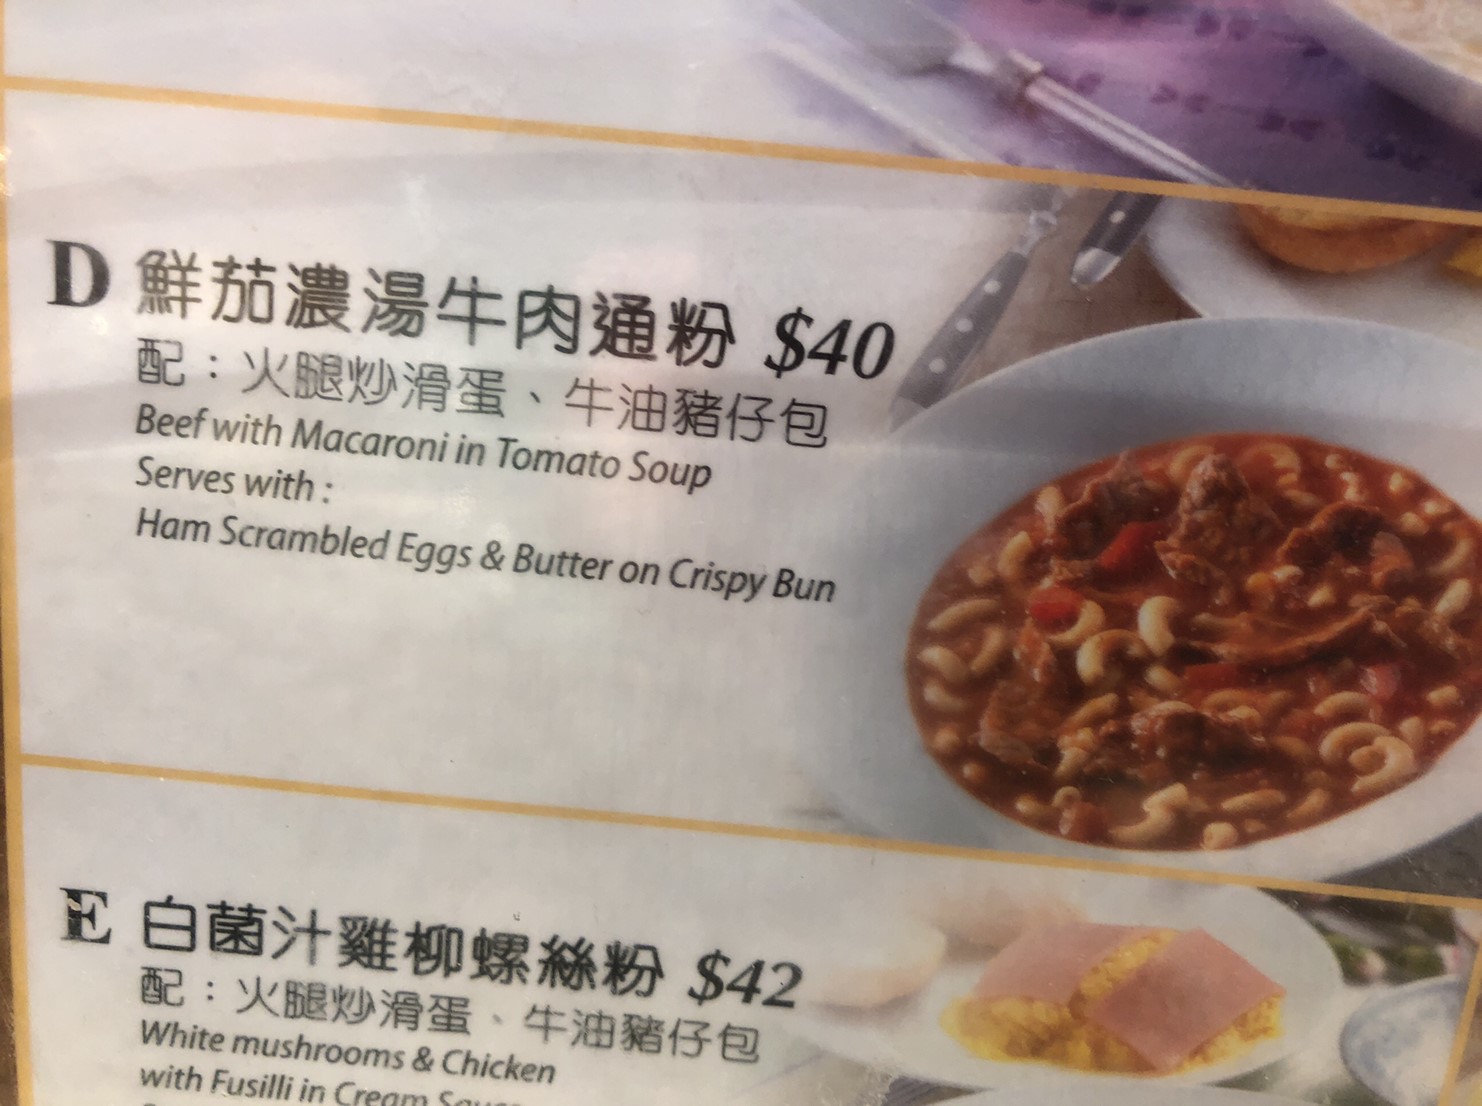 D 鮮茄濃湯牛肉通粉 $40
配：火腿炒滑蛋、牛油豬仔包
Beef with Macaroni in Tomato Soup
Serves with :
Ham Scrambled Eggs & Butter on Crispy Bun
E 白菌汁雞柳螺絲粉 $42
配：火腿炒滑蛋、牛油豬仔包
White mushrooms & Chicken
with Fusilli in Cream Sauce